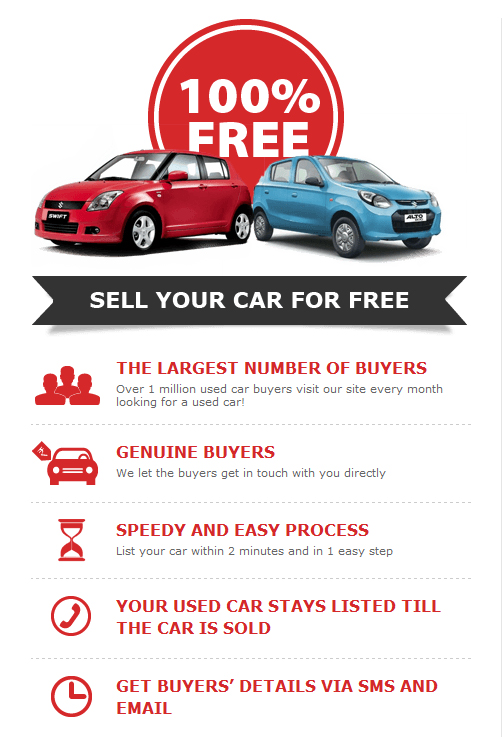 100%
FREE
SWIFT
ALTO
SELL YOUR CAR FOR FREE
THE LARGEST NUMBER OF BUYERS
Over 1 million used car buyers visit our site every month
looking for a used car!
GENUINE BUYERS
We let the buyers get in touch with you directly
SPEEDY AND EASY PROCESS
List your car within 2 minutes and in 1 easy step
YOUR USED CAR STAYS LISTED TILL
THE CAR IS SOLD
GET BUYERS’ DETAILS VIA SMS AND
EMAIL